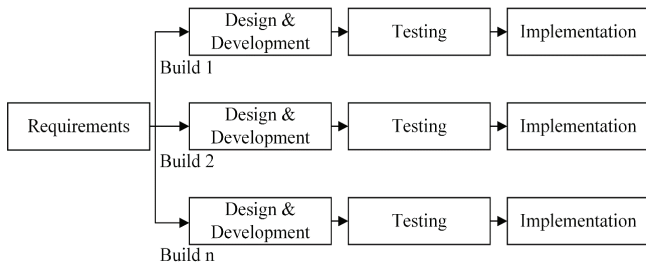 Design &
Development
Testing
Implementation
Build 1
Requirements
Design &
Development
Testing
Implementation
Build 2
Design &
Development
Testing
Implementation
Build n